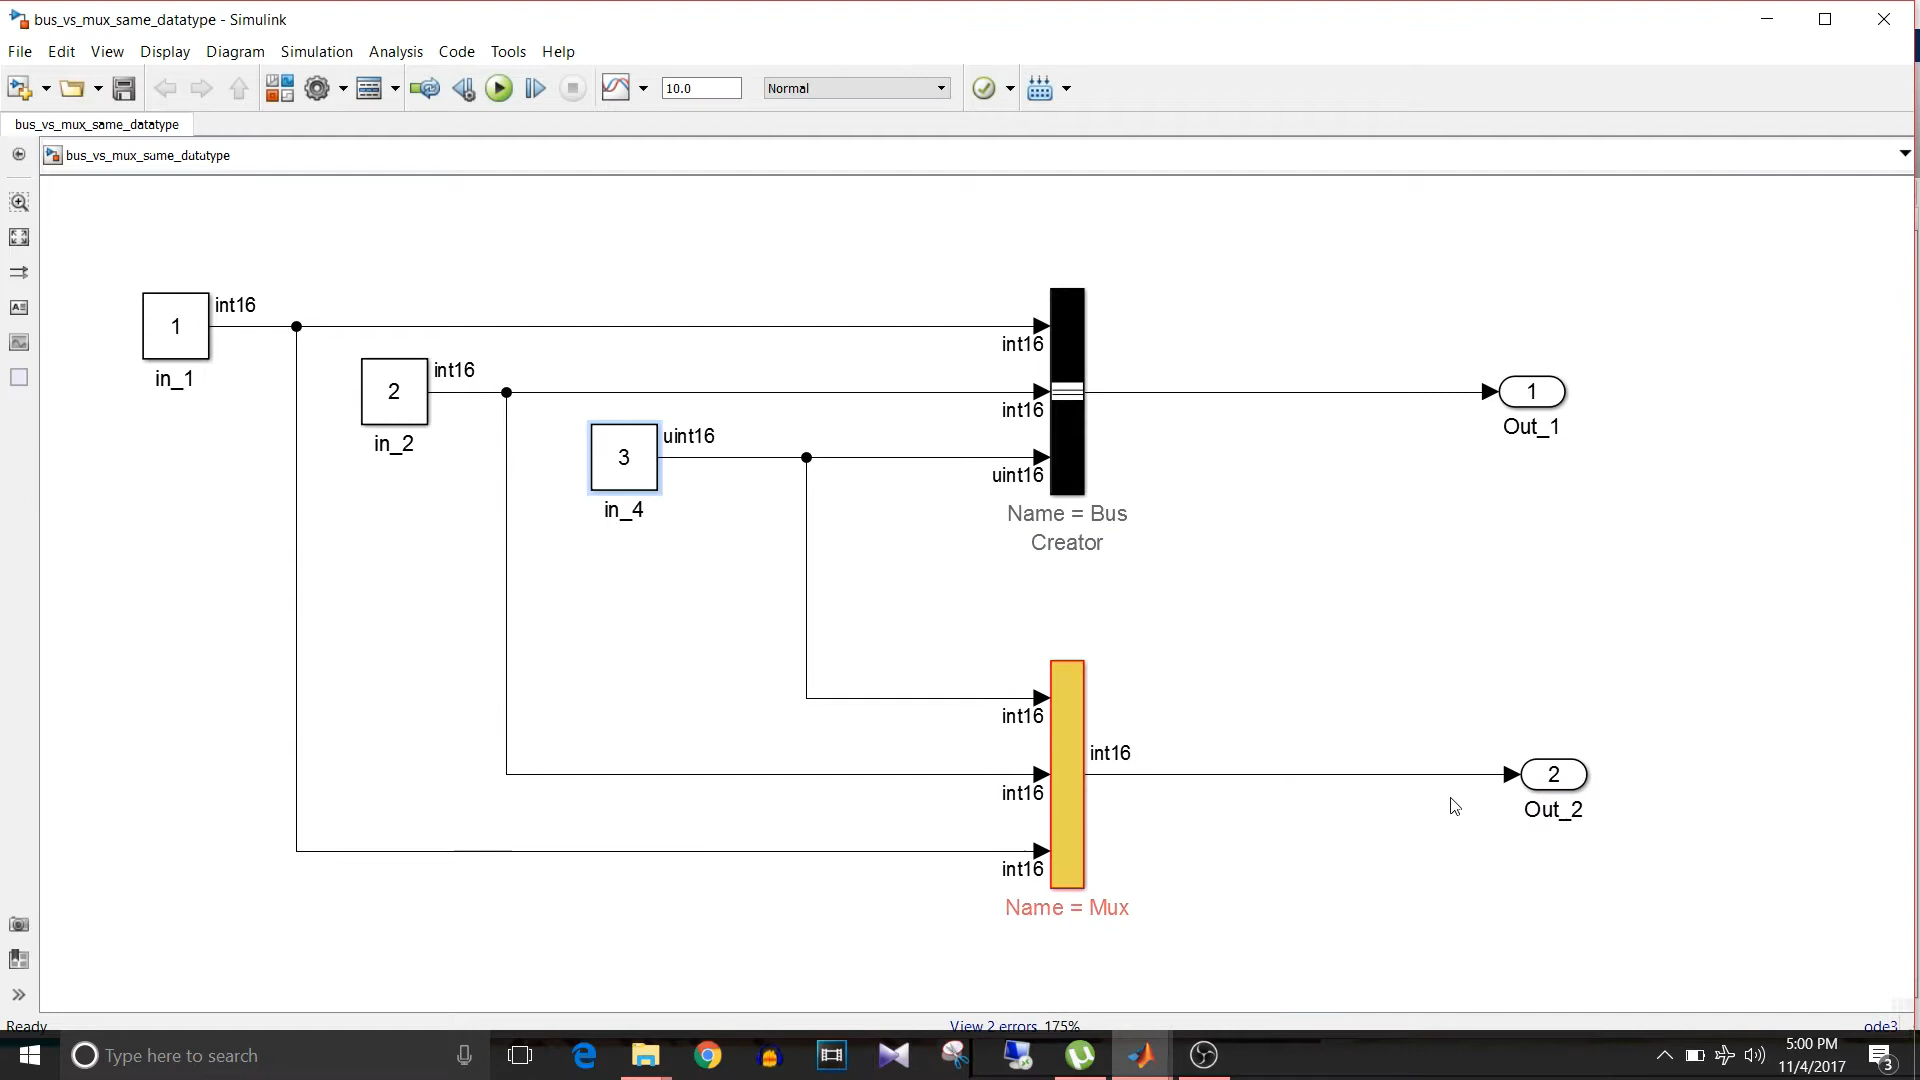 bus_vs_mux_same_datatype - Simulink
File Edit View Display Diagram Simulation Analysis Code Tools Help
10.0
Normal
bus_vs_mux_same_datatype
bus_vs_mux_same_datatype
1
int16
in_1
int16
2
int16
in_2
int16
3
uint16
in_4
uint16
Name = Bus
Creator
1
Out_1
int16
int16
int16
int16
Name = Mux
2
Out_2
Ready
View 2 errors 175%
ode3
Type here to search
5:00 PM
11/4/2017
3